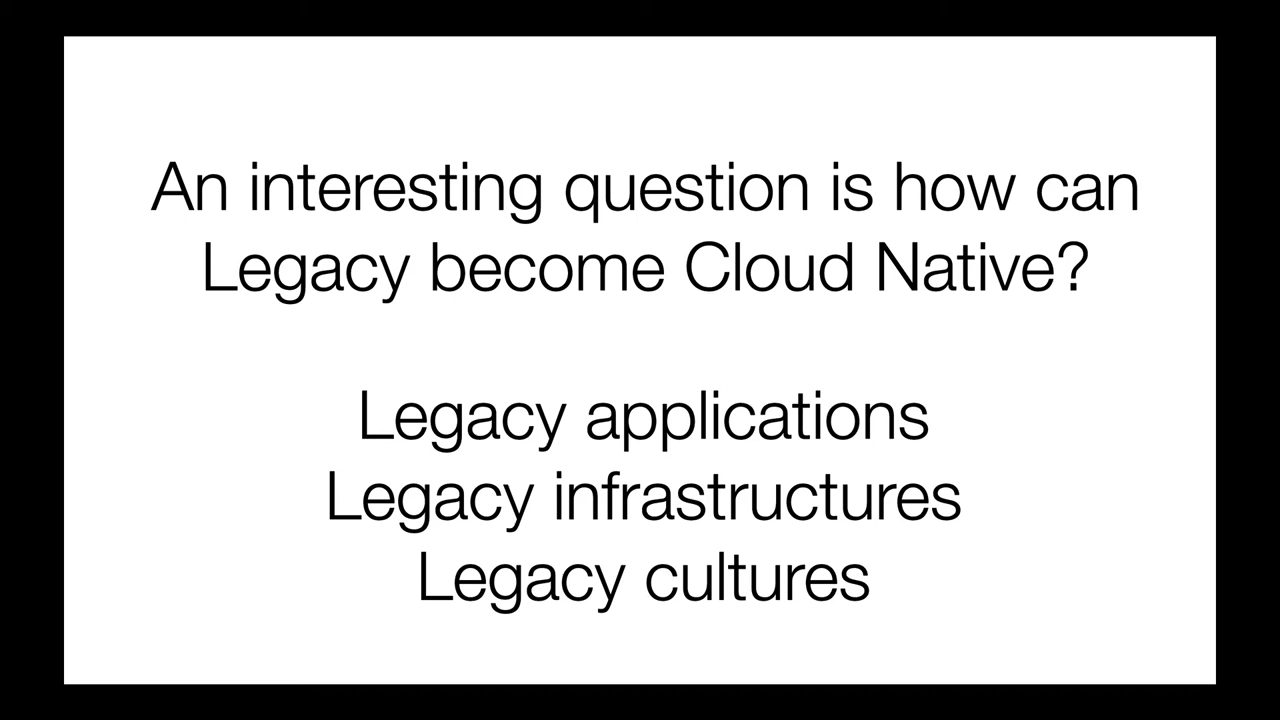 An interesting question is how can
Legacy become Cloud Native?
Legacy applications
Legacy infrastructures
Legacy cultures